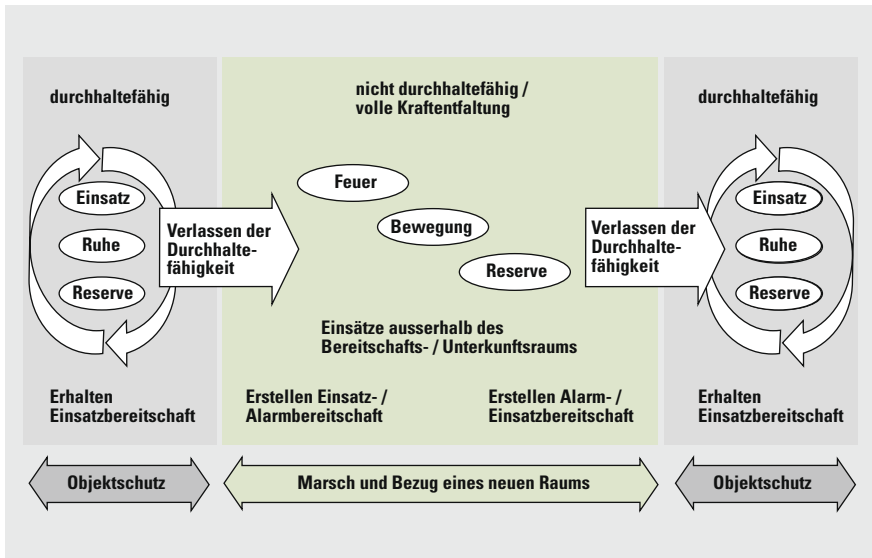 durchhaltefähig
Einsatz
Ruhe
Reserve
Erhalten
Einsatzbereitschaft
Objektschutz
Verlassen der
Durchhalte-
fähigkeit
nicht durchhaltefähig /
volle Kraftentfaltung
Feuer
Bewegung
Reserve
Einsätze ausserhalb des
Bereitschafts- / Unterkunftsraums
Erstellen Einsatz- /
Alarmbereitschaft
Erstellen Alarm- /
Einsatzbereitschaft
Marsch und Bezug eines neuen Raums
Verlassen der
Durchhalte-
fähigkeit
durchhaltefähig
Einsatz
Ruhe
Reserve
Erhalten
Einsatzbereitschaft
Objektschutz